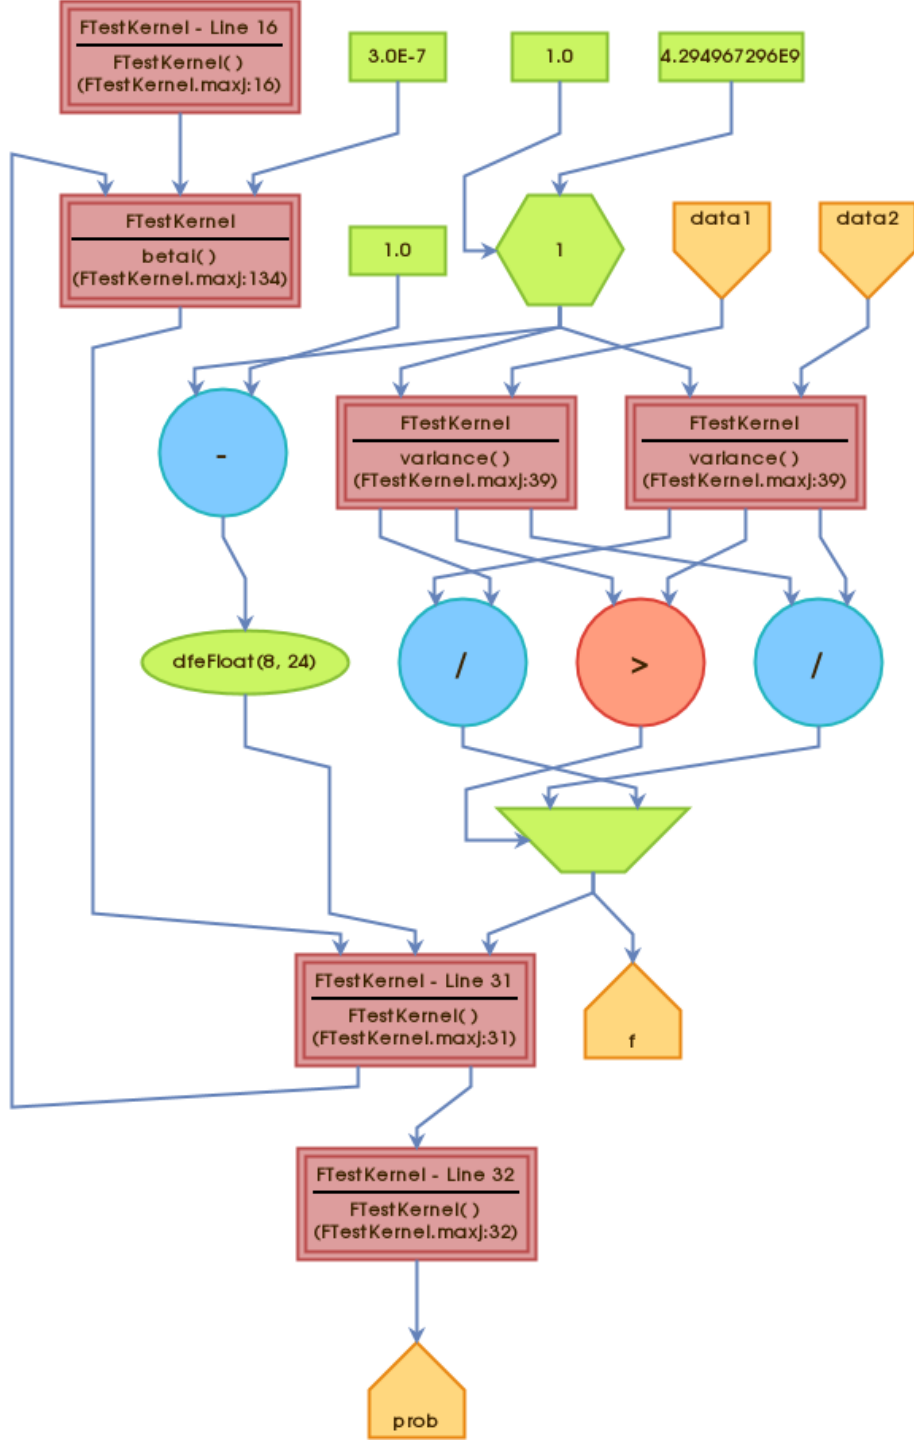 FTestKernel - Line 16
FTestKernel()
(FTestKernel.maxj:16)
3.0E-7
1.0
4.294967296E9
FTestKernel
betaI()
(FTestKernel.maxj:134)
1.0
1
data1
data2
-
FTestKernel
variance()
(FTestKernel.maxj:39)
FTestKernel
variance()
(FTestKernel.maxj:39)
dfeFloat(8, 24)
/
>
/
FTestKernel - Line 31
FTestKernel()
(FTestKernel.maxj:31)
f
FTestKernel - Line 32
FTestKernel()
(FTestKernel.maxj:32)
prob